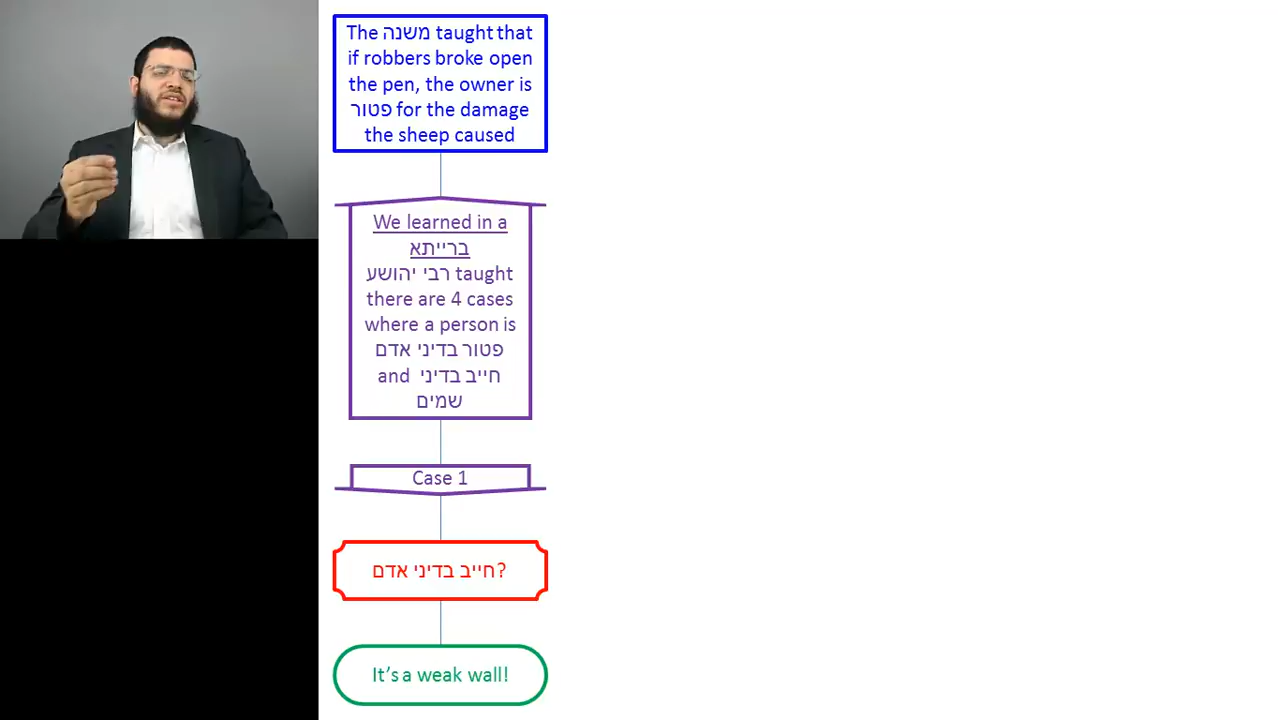 The משנה taught that
if robbers broke open
the pen, the owner is
פטור for the damage
the sheep caused
We learned in a
ברייתא
רבי יהושע taught
there are 4 cases
where a person is
פטור בדיני אדם
and חייב בדיני
שמים
Case 1
חייב בדיני אדם?
It's a weak wall!